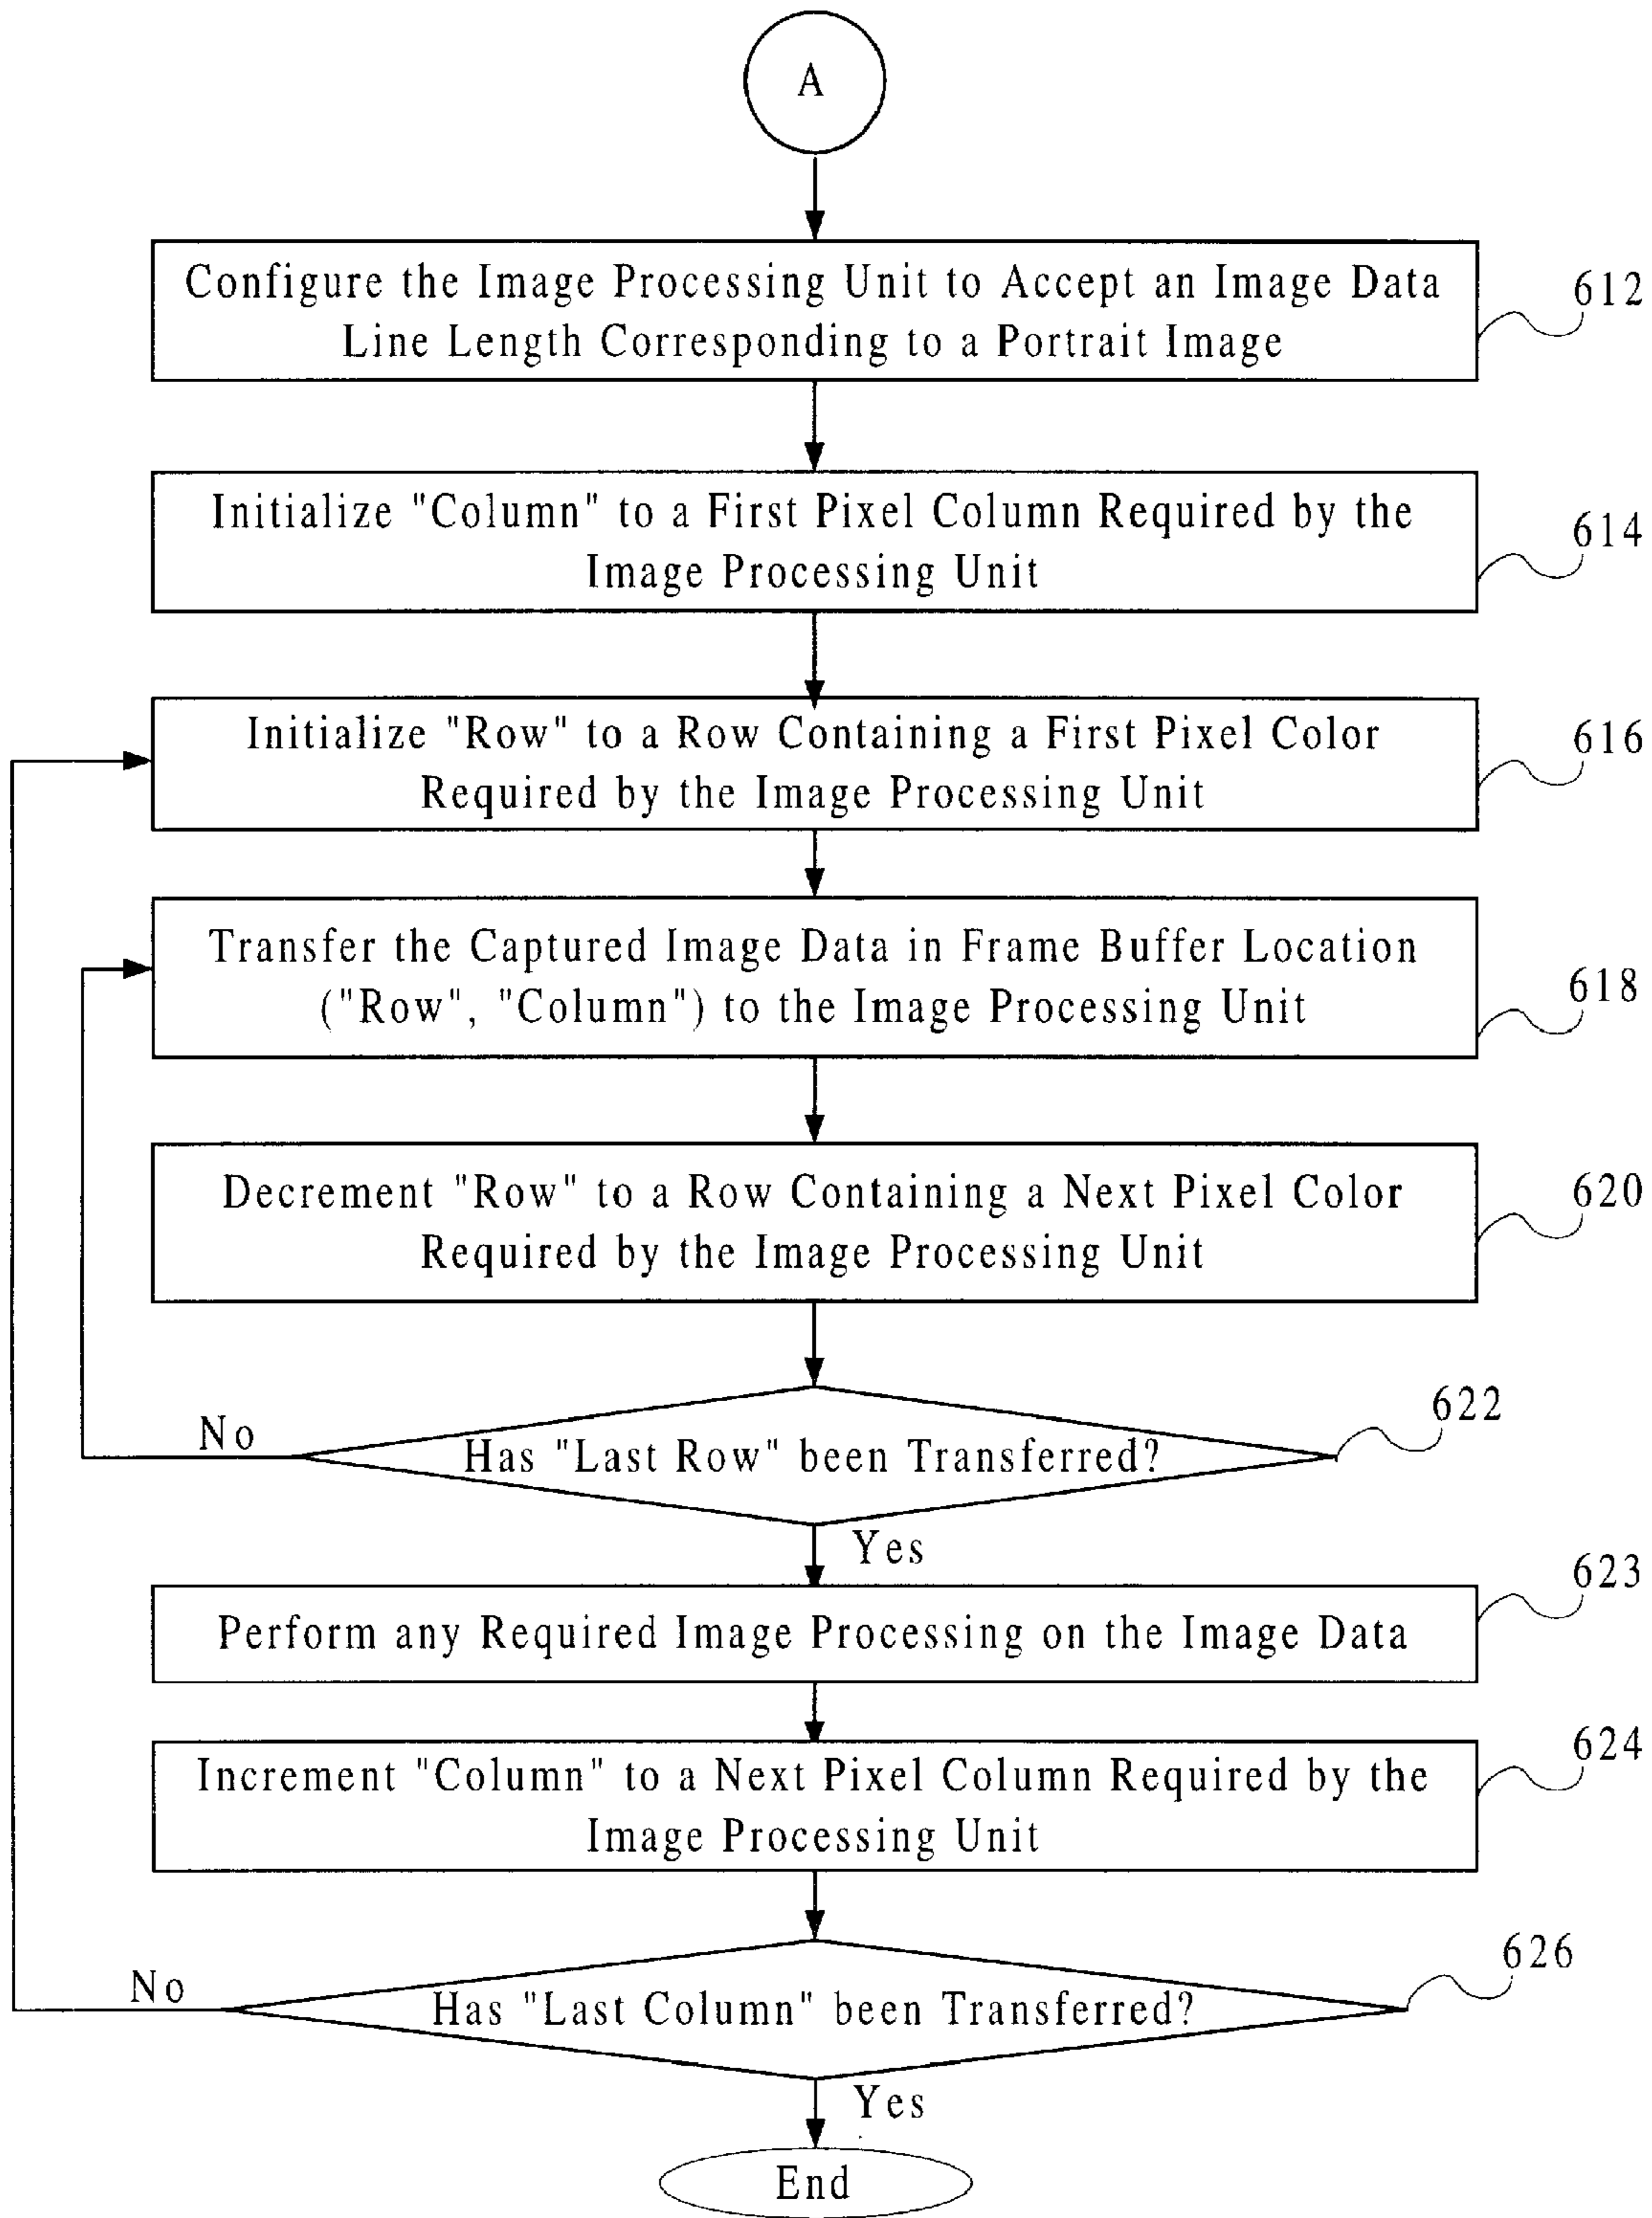 A
Configure the Image Processing Unit to Accept an Image Data
Line Length Corresponding to a Portrait Image
612
Initialize "Column" to a First Pixel Column Required by the
Image Processing Unit
614
Initialize "Row" to a Row Containing a First Pixel Color
Required by the Image Processing Unit
616
Transfer the Captured Image Data in Frame Buffer Location
("Row", "Column") to the Image Processing Unit
618
Decrement "Row" to a Row Containing a Next Pixel Color
Required by the Image Processing Unit
620
622
No
Has "Last Row" been Transferred?
Yes
623
Perform any Required Image Processing on the Image Data
624
Increment "Column" to a Next Pixel Column Required by the
Image Processing Unit
626
No
Has "Last Column" been Transferred?
Yes
End